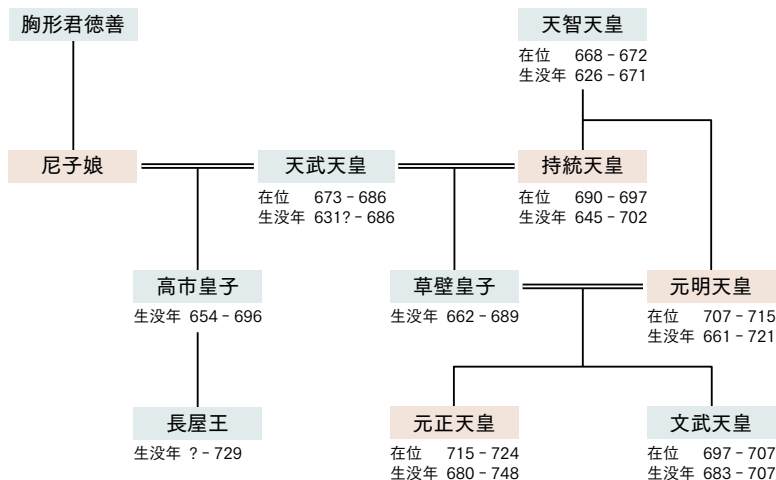 胸形君徳善
天智天皇
在位 668 - 672
生没年 626 - 671
尼子娘
天武天皇
在位 673 - 686
生没年 631? - 686
持統天皇
在位 690 - 697
生没年 645 - 702
高市皇子
生没年 654 - 696
草壁皇子
生没年 662 - 689
元明天皇
在位 707 - 715
生没年 661 - 721
長屋王
生没年 ? - 729
元正天皇
在位 715 - 724
生没年 680 - 748
文武天皇
在位 697 - 707
生没年 683 - 707